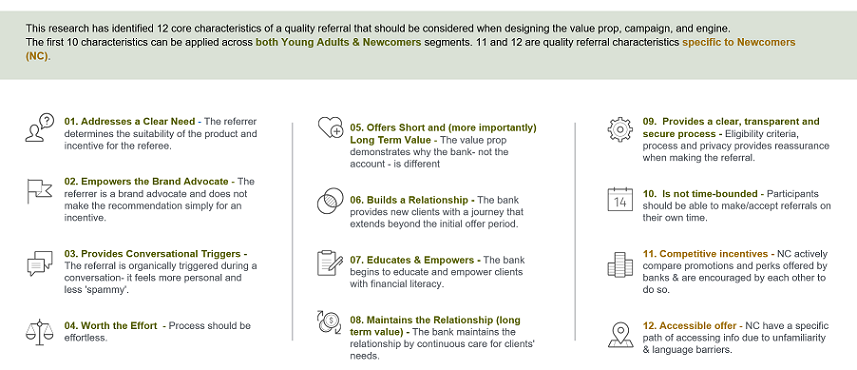 This research has identified 12 core characteristics of a quality referral that should be considered when designing the value prop, campaign, and engine.
The first 10 characteristics can be applied across both Young Adults & Newcomers segments. 11 and 12 are quality referral characteristics specific to Newcomers
(NC).
01. Addresses a Clear Need - The referrer
determines the suitability of the product and
incentive for the referee.
02. Empowers the Brand Advocate - The
referrer is a brand advocate and does not
make the recommendation simply for an
incentive.
03. Provides Conversational Triggers -
The referral is organically triggered during a
conversation- it feels more personal and
less 'spammy'.
04. Worth the Effort - Process should be
effortless.
05. Offers Short and (more importantly)
Long Term Value - The value prop
demonstrates why the bank- not the
account - is different
06. Builds a Relationship - The bank
provides new clients with a journey that
extends beyond the initial offer period.
07. Educates & Empowers - The bank
begins to educate and empower clients
with financial literacy.
08. Maintains the Relationship (long
term value) - The bank maintains the
relationship by continuous care for clients'
needs.
09. Provides a clear, transparent and
secure process - Eligibility criteria,
process and privacy provides reassurance
when making the referral.
14
10. Is not time-bounded - Participants
should be able to make/accept referrals on
their own time.
11. Competitive incentives - NC actively
compare promotions and perks offered by
banks & are encouraged by each other to
do so.
12. Accessible offer - NC have a specific
path of accessing info due to unfamiliarity
& language barriers.